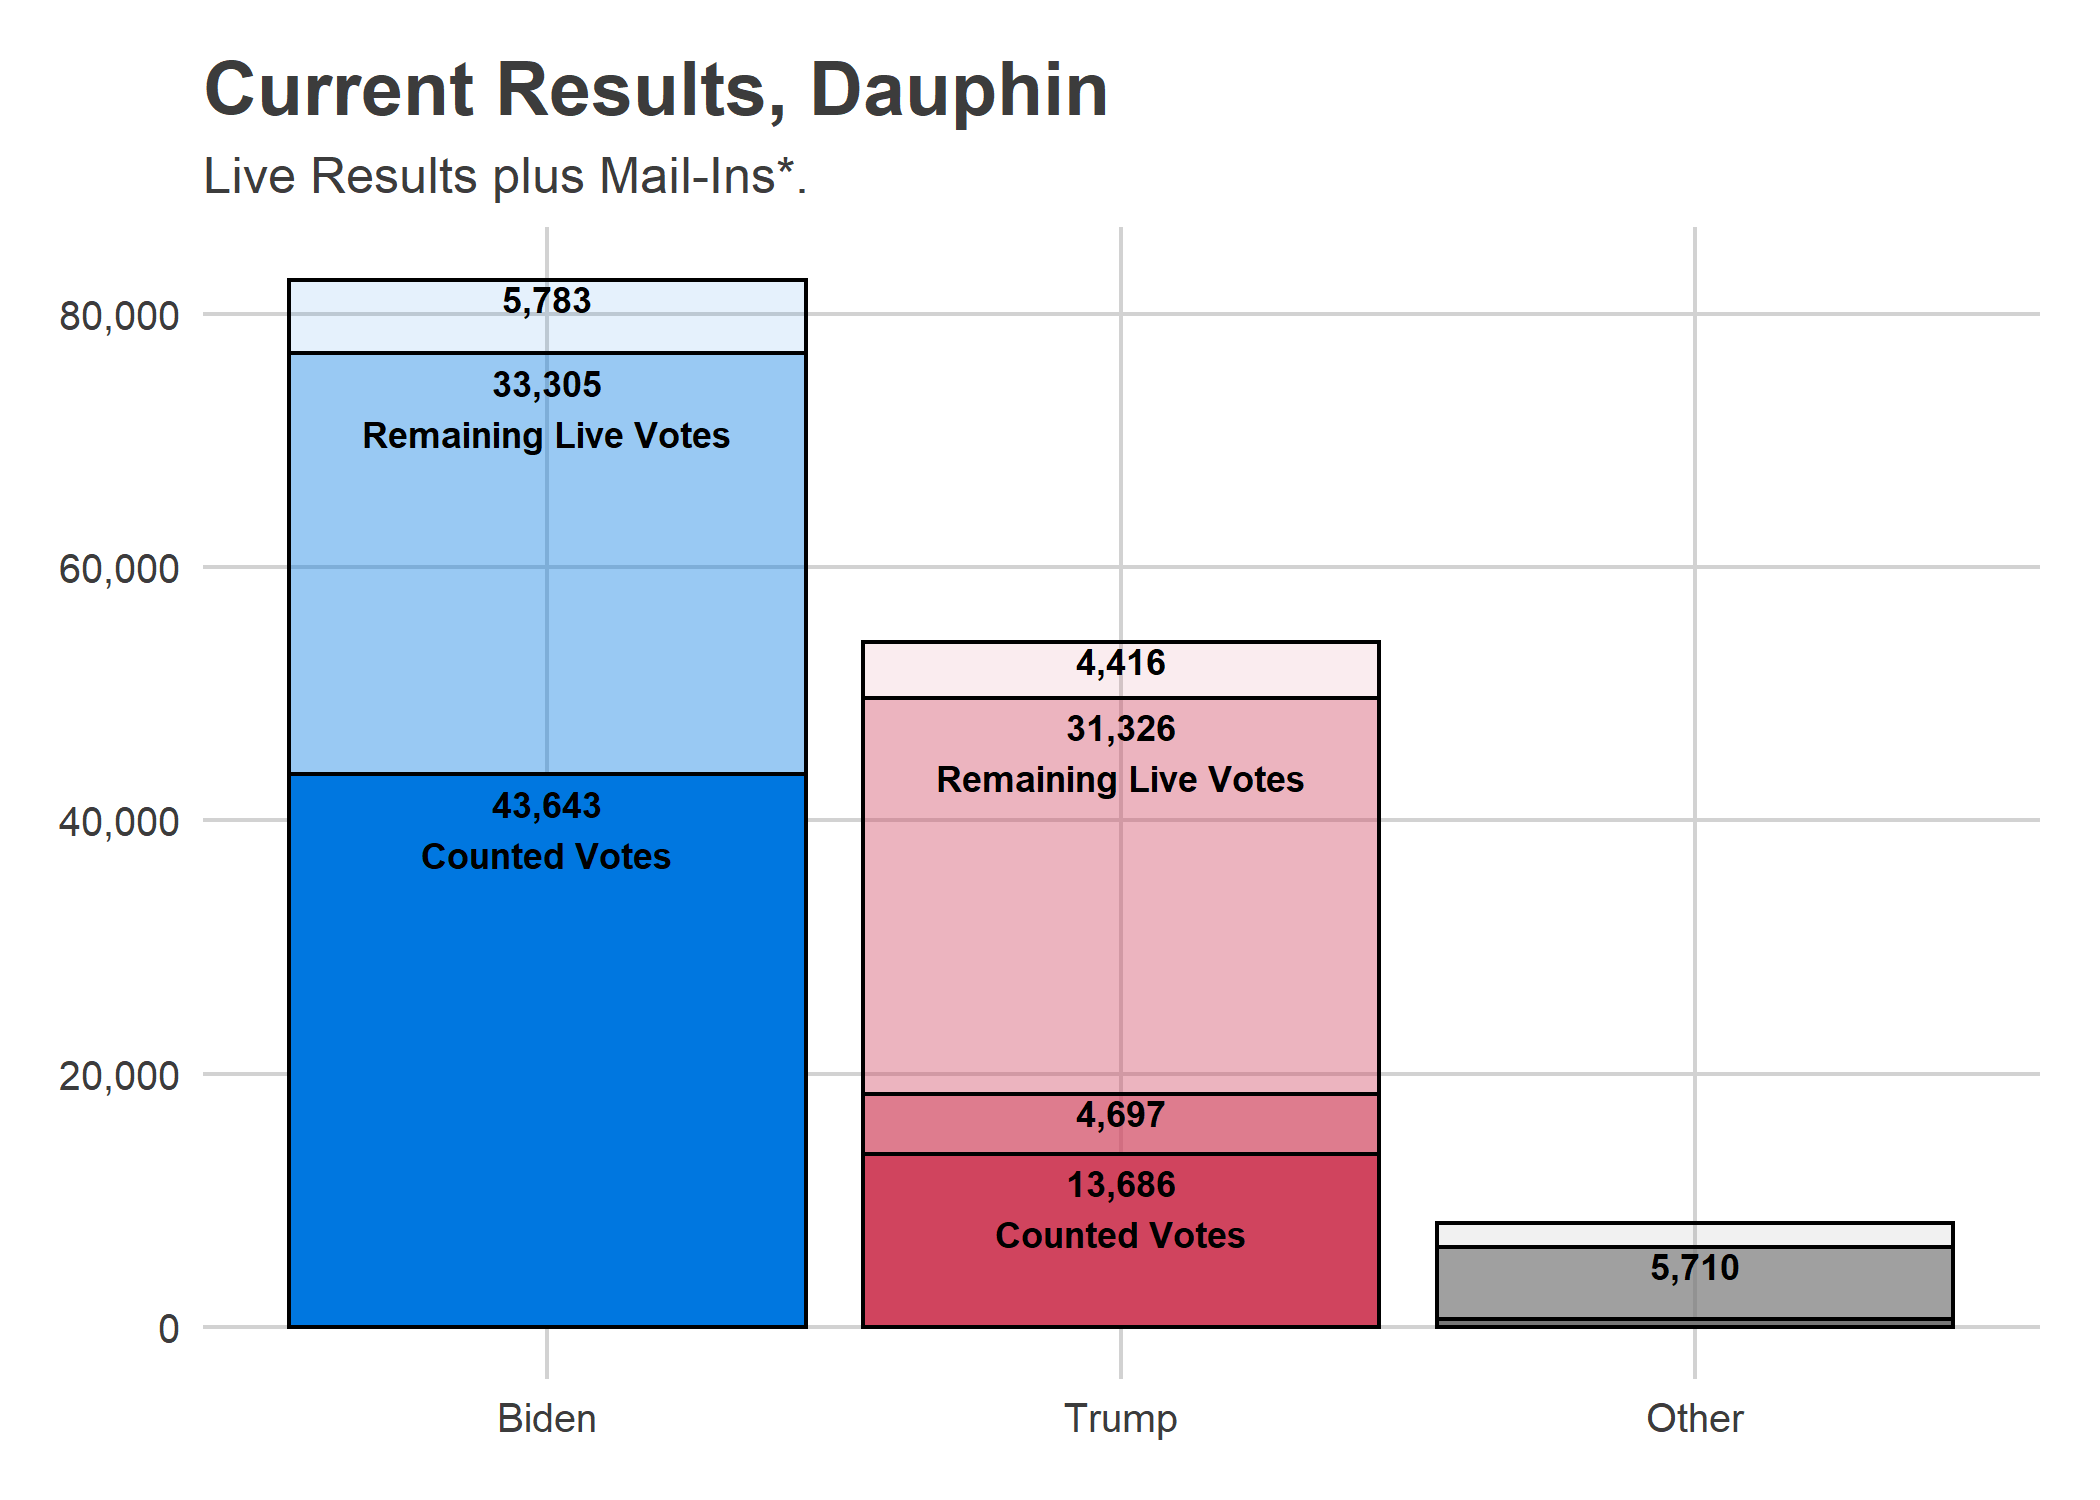 Current Results, Dauphin
Live Results plus Mail-Ins*.
80,000
60,000
40,000
20,000
0
5,783
33,305
Remaining Live Votes
43,643
Counted Votes
4,416
31,326
Remaining Live Votes
4,697
13,686
Counted Votes
5,710
Biden
Trump
Other